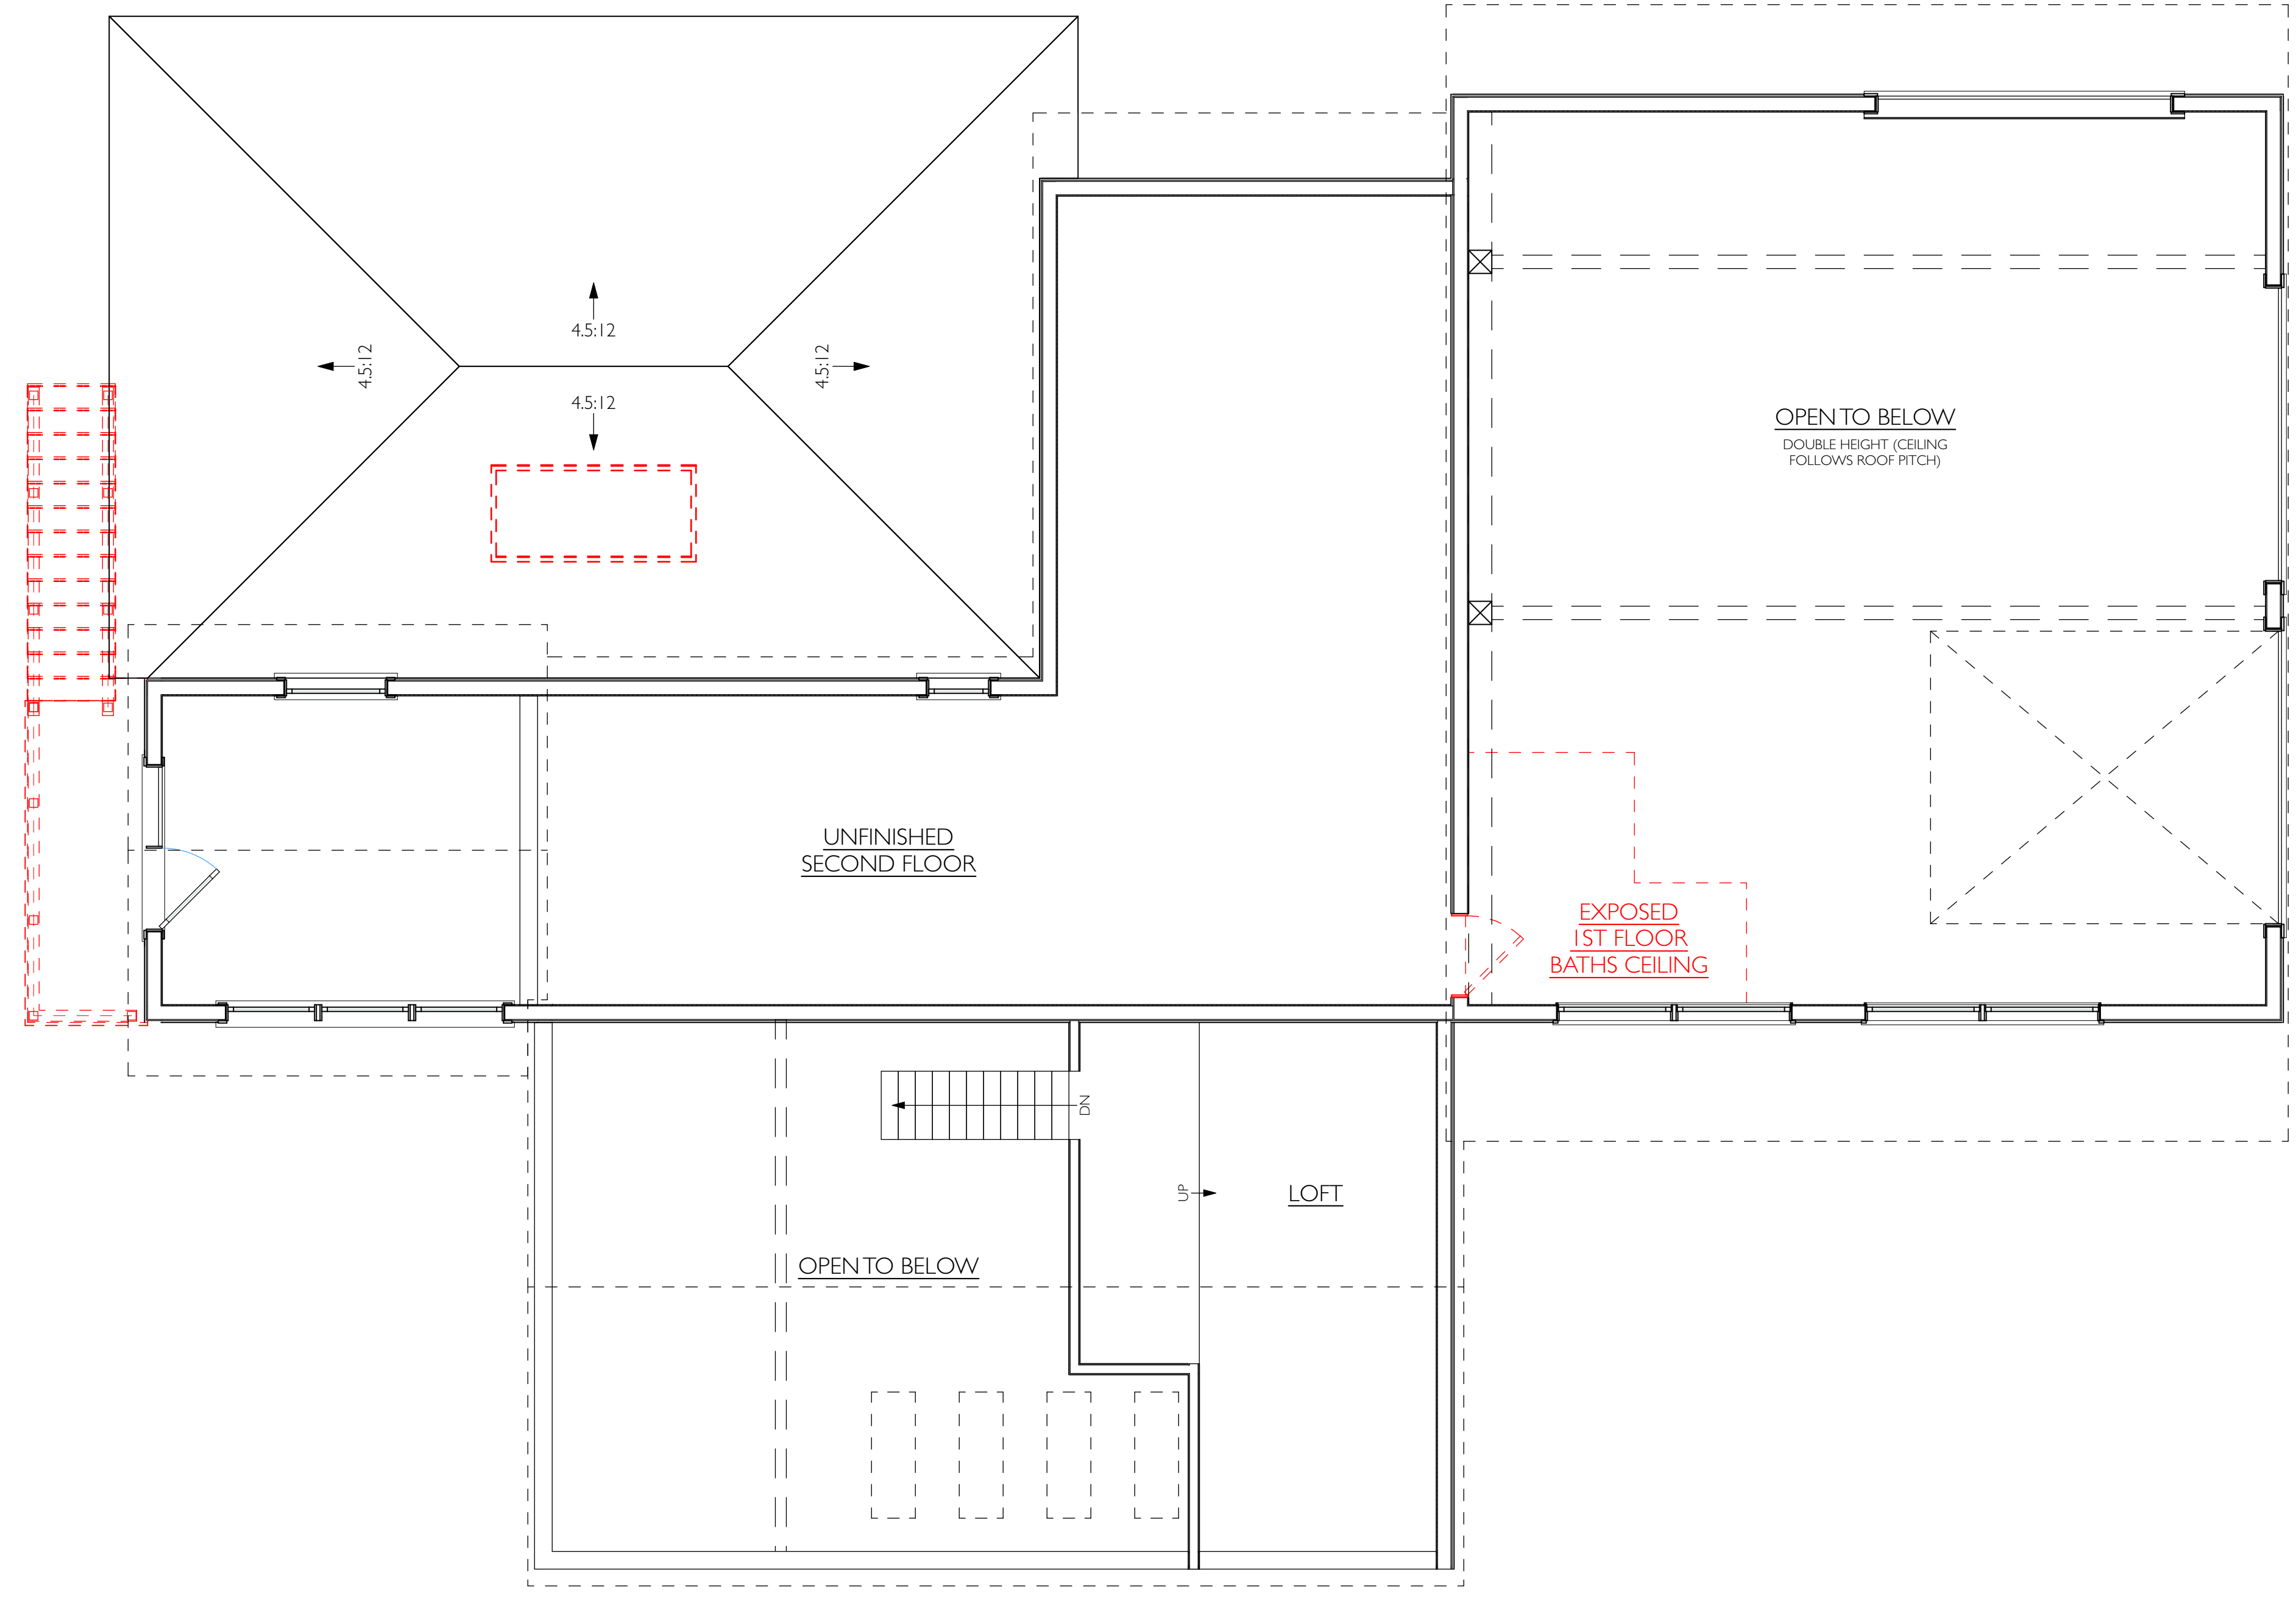 4.5:12
4.5:12
4.5:12
4.5:12
OPEN TO BELOW
DOUBLE HEIGHT (CEILING
FOLLOWS ROOF PITCH)
UNFINISHED
SECOND FLOOR
EXPOSED
1ST FLOOR
BATHS CEILING
DN
UP
LOFT
OPEN TO BELOW